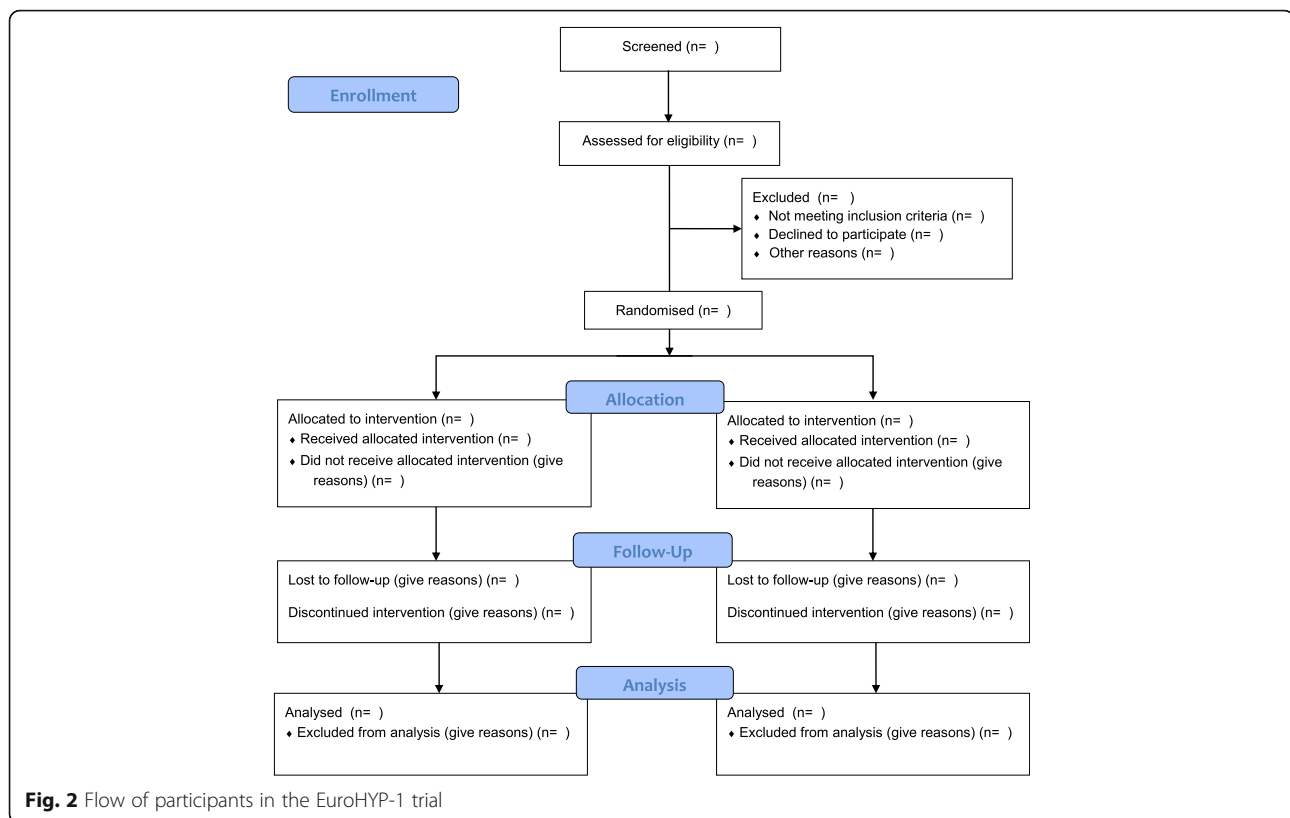 Screened (n= )
Enrollment
Assessed for eligibility (n= )
Excluded (n= )
♦ Not meeting inclusion criteria (n= )
♦ Declined to participate (n= )
♦ Other reasons (n= )
Randomised (n= )
Allocation
Allocated to intervention (n= )
♦ Received allocated intervention (n= )
♦ Did not receive allocated intervention (give
reasons) (n= )
Allocated to intervention (n= )
♦ Received allocated intervention (n= )
♦ Did not receive allocated intervention (give
reasons) (n= )
Follow-Up
Lost to follow-up (give reasons) (n= )
Discontinued intervention (give reasons) (n= )
Lost to follow-up (give reasons) (n= )
Discontinued intervention (give reasons) (n= )
Analysis
Analysed (n= )
♦ Excluded from analysis (give reasons) (n= )
Analysed (n= )
♦ Excluded from analysis (give reasons) (n= )
Fig. 2 Flow of participants in the EuroHYP-1 trial